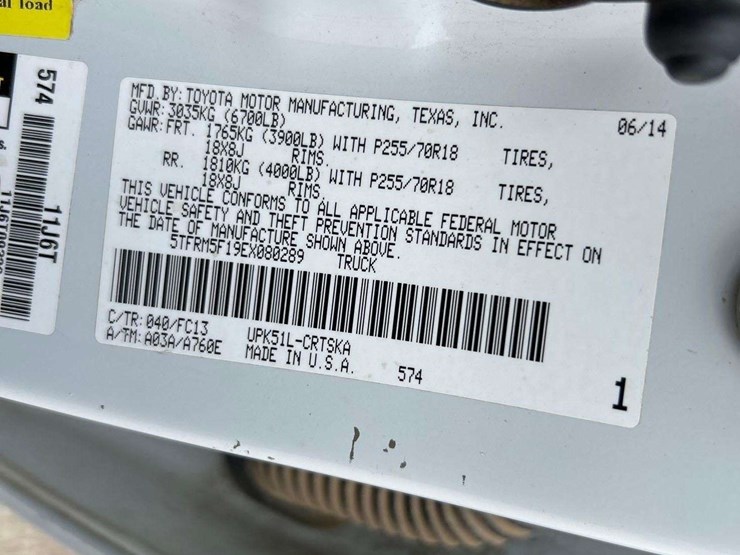 al load
574
11J6T
MFD. BY: TOYOTA MOTOR MANUFACTURING, TEXAS, INC. 06/14
GVWR: 3035KG (6700LB)
GAWR: FRT. 1765KG (3900LB) WITH P255/70R18 TIRES,
18X8J RIMS,
RR. 1810KG (4000LB) WITH P255/70R18 TIRES,
18X8J RIMS,
THIS VEHICLE CONFORMS TO ALL APPLICABLE FEDERAL MOTOR
VEHICLE SAFETY AND THEFT PREVENTION STANDARDS IN EFFECT ON
THE DATE OF MANUFACTURE SHOWN ABOVE.
5TFRM5F19EX080289 TRUCK
C/TR: 040/FC13 UPK51L-CRTSKA
A/TM: A03A/A760E MADE IN U.S.A. 574 1